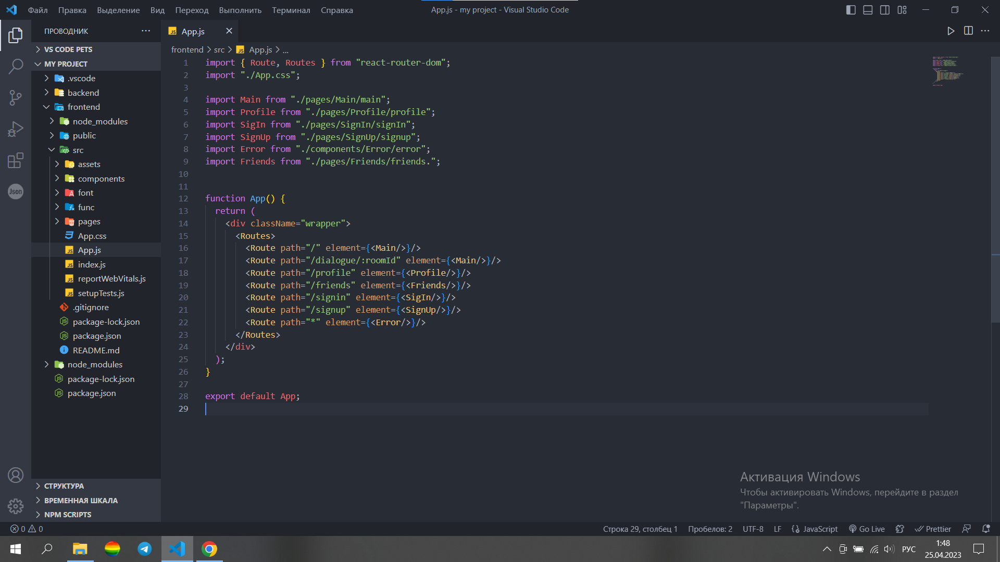 Файл Правка Выделение Вид Переход Выполнить Терминал Справка
App.js - my project - Visual Studio Code
ПРОВОДНИК
VS CODE PETS
MY PROJECT
.vscode
backend
frontend
node_modules
public
src
assets
components
font
func
pages
App.css
App.js
index.js
reportWebVitals.js
setupTests.js
.gitignore
package-lock.json
package.json
README.md
node_modules
package-lock.json
package.json
СТРУКТУРА
ВРЕМЕННАЯ ШКАЛА
NPM SCRIPTS
Json
JS App.js
frontend > src > JS App.js > ...
1 import { Route, Routes } from "react-router-dom";
2 import "./App.css";
3
4 import Main from "./pages/Main/main";
5 import Profile from "./pages/Profile/profile";
6 import SigIn from "./pages/SignIn/signIn";
7 import SignUp from "./pages/SignUp/signup";
8 import Error from "./components/Error/error";
9 import Friends from "./pages/Friends/friends.";
10
11
12 function App() {
13 return (
14 <div className="wrapper">
15 <Routes>
16 <Route path="/" element={<Main/>}/>
17 <Route path="/dialogue/:roomId" element={<Main/>}/>
18 <Route path="/profile" element={<Profile/>}/>
19 <Route path="/friends" element={<Friends/>}/>
20 <Route path="/signin" element={<SigIn/>}/>
21 <Route path="/signup" element={<SignUp/>}/>
22 <Route path="*" element={<Error/>}/>
23 </Routes>
24 </div>
25 );
26 }
27
28 export default App;
29
Активация Windows
Чтобы активировать Windows, перейдите в раздел
"Параметры".
0 0
Строка 29, столбец 1 Пробелов: 2 UTF-8 LF {} JavaScript Go Live Prettier
РУС
1:48
25.04.2023